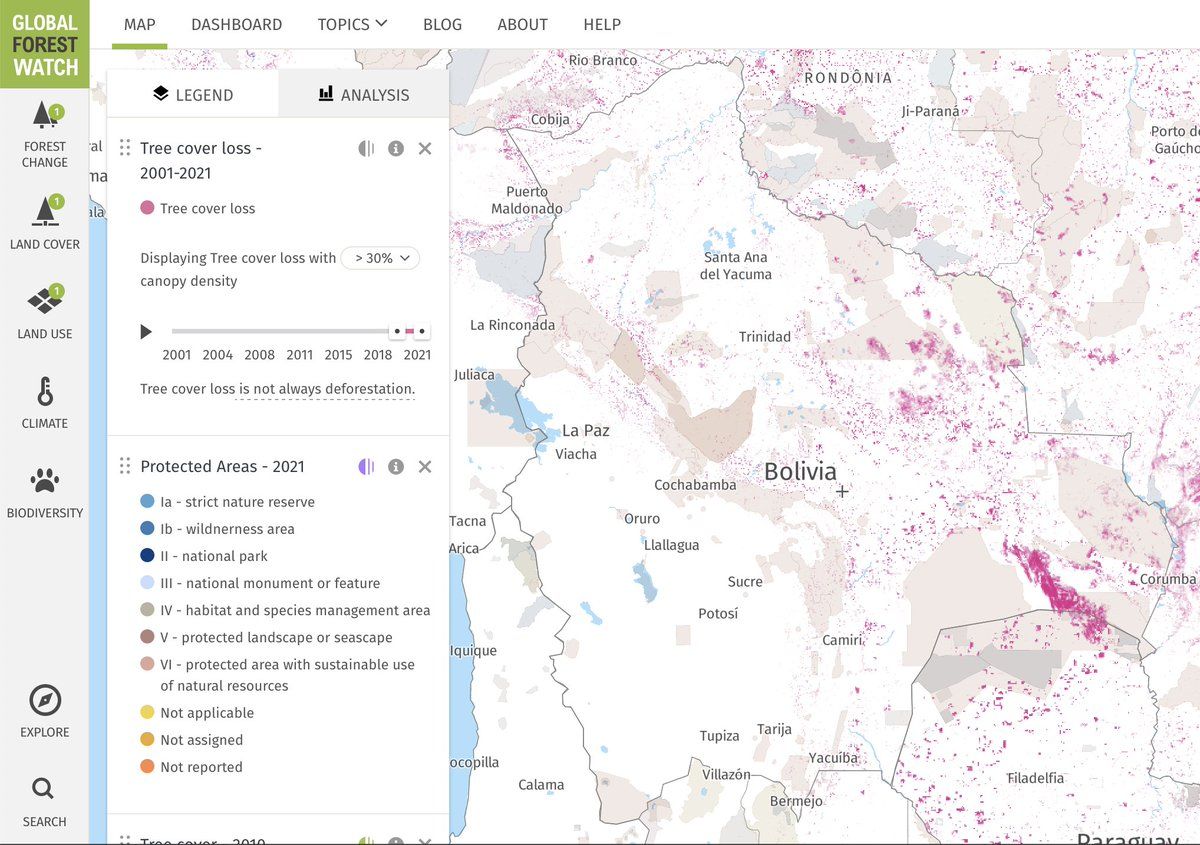 GLOBAL
FOREST
WATCH
MAP
DASHBOARD
TOPICS
BLOG
ABOUT
HELP
1
FOREST
CHANGE
1
LAND COVER
1
LAND USE
CLIMATE
BIODIVERSITY
EXPLORE
SEARCH
LEGEND
ANALYSIS
Tree cover loss -
2001-2021
Tree cover loss
Displaying Tree cover loss with > 30%
canopy density
2001 2004 2008 2011 2015 2018 2021
Tree cover loss is not always deforestation.
Protected Areas - 2021
Ia - strict nature reserve
Ib - wildnerness area
II - national park
III - national monument or feature
IV - habitat and species management area
V - protected landscape or seascape
VI - protected area with sustainable use
of natural resources
Not applicable
Not assigned
Not reported
Tree cover - 2010
Rio Branco
RONDÔNIA
Cobija
Ji-Paraná
Porto de
Gaúcho
Puerto
Maldonado
Santa Ana
del Yacuma
La Rinconada
Trinidad
Juliaca
La Paz
Viacha
Bolivia
Cochabamba
Tacna
Oruro
Arica
Llallagua
Sucre
Corumba
Potosí
Camiri
Iquique
Tupiza
Tarija
Yacuiba
ocopilla
Villazón
Calama
Filadelfia
Bermejo
Paraguay